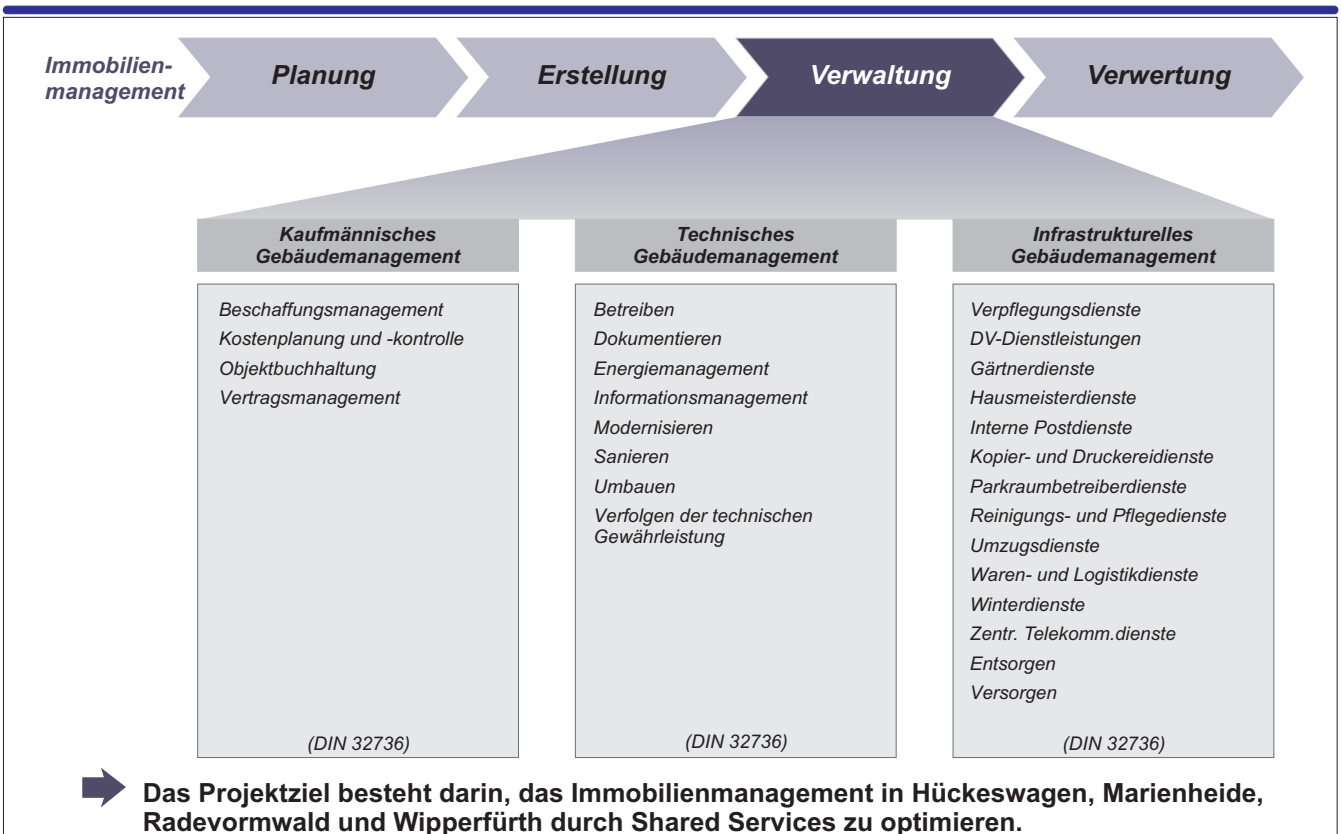 Immobilien-
management
Planung
Erstellung
Verwaltung
Verwertung
Kaufmännisches
Gebäudemanagement
Beschaffungsmanagement
Kostenplanung und -kontrolle
Objektbuchhaltung
Vertragsmanagement
(DIN 32736)
Technisches
Gebäudemanagement
Betreiben
Dokumentieren
Energiemanagement
Informationsmanagement
Modernisieren
Sanieren
Umbauen
Verfolgen der technischen
Gewährleistung
(DIN 32736)
Infrastrukturelles
Gebäudemanagement
Verpflegungsdienste
DV-Dienstleistungen
Gärtnerdienste
Hausmeisterdienste
Interne Postdienste
Kopier- und Druckereidienste
Parkraumbetreiberdienste
Reinigungs- und Pflegedienste
Umzugsdienste
Waren- und Logistikdienste
Winterdienste
Zentr. Telekomm.dienste
Entsorgen
Versorgen
(DIN 32736)
Das Projektziel besteht darin, das Immobilienmanagement in Hückeswagen, Marienheide,
Radevormwald und Wipperfürth durch Shared Services zu optimieren.